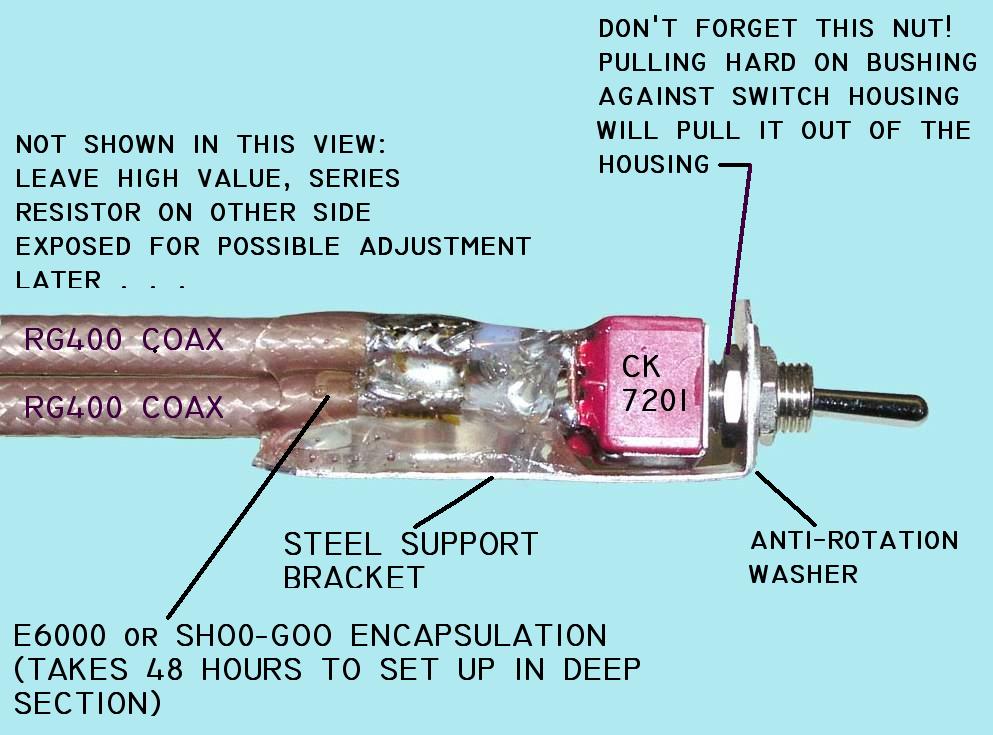 DON'T FORGET THIS NUT!
PULLING HARD ON BUSHING
AGAINST SWITCH HOUSING
WILL PULL IT OUT OF THE
HOUSING
NOT SHOWN IN THIS VIEW:
LEAVE HIGH VALUE, SERIES
RESISTOR ON OTHER SIDE
EXPOSED FOR POSSIBLE ADJUSTMENT
LATER . . .
RG400 COAX
RG400 COAX
CK
7201
STEEL SUPPORT
BRACKET
ANTI-ROTATION
WASHER
E6000 OR SHOO-GOO ENCAPSULATION
(TAKES 48 HOURS TO SET UP IN DEEP
SECTION)